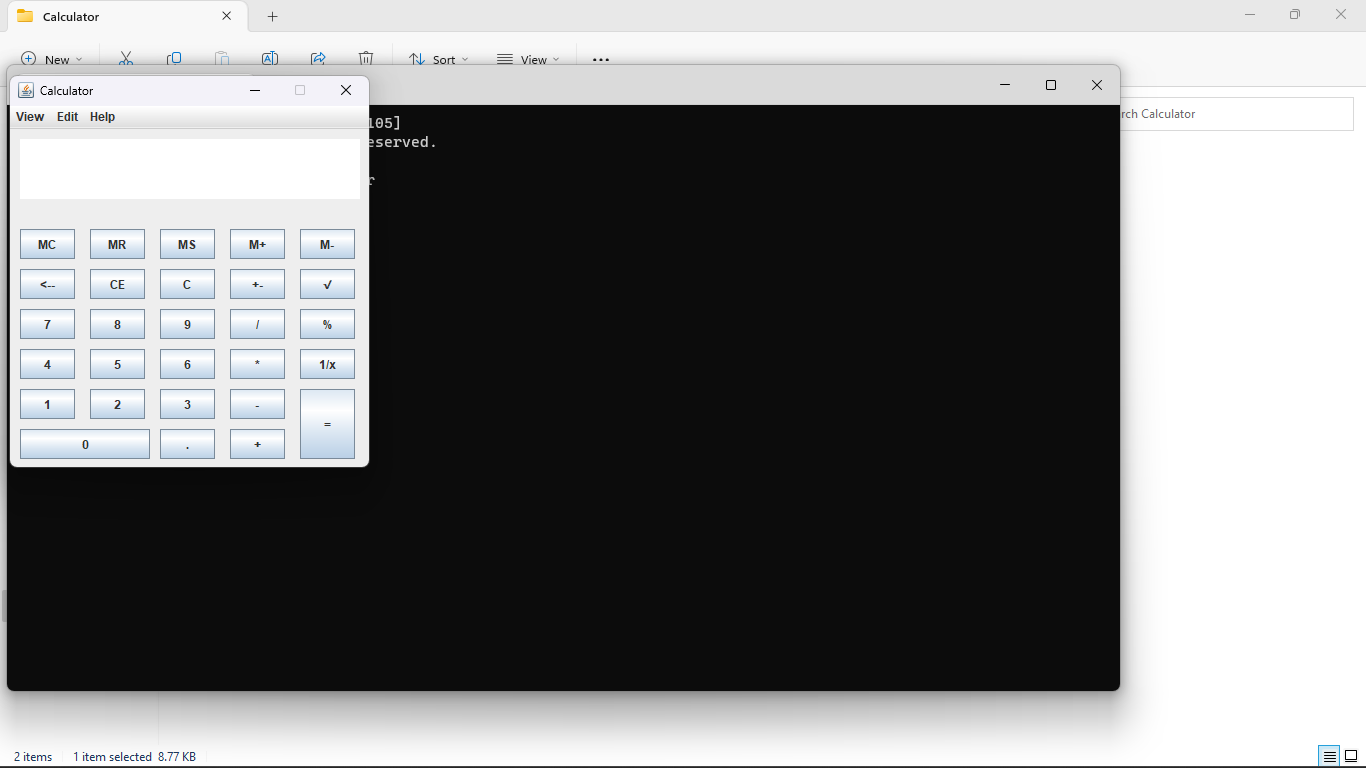 Calculator
New
Sort
View
Calculator
View Edit Help
105]
eserved.
r
rch Calculator
MC MR MS M+ M-
<-- CE C +- √
7 8 9 / %
4 5 6 * 1/x
1 2 3 -
=
0 . +
2 items 1 item selected 8.77 KB